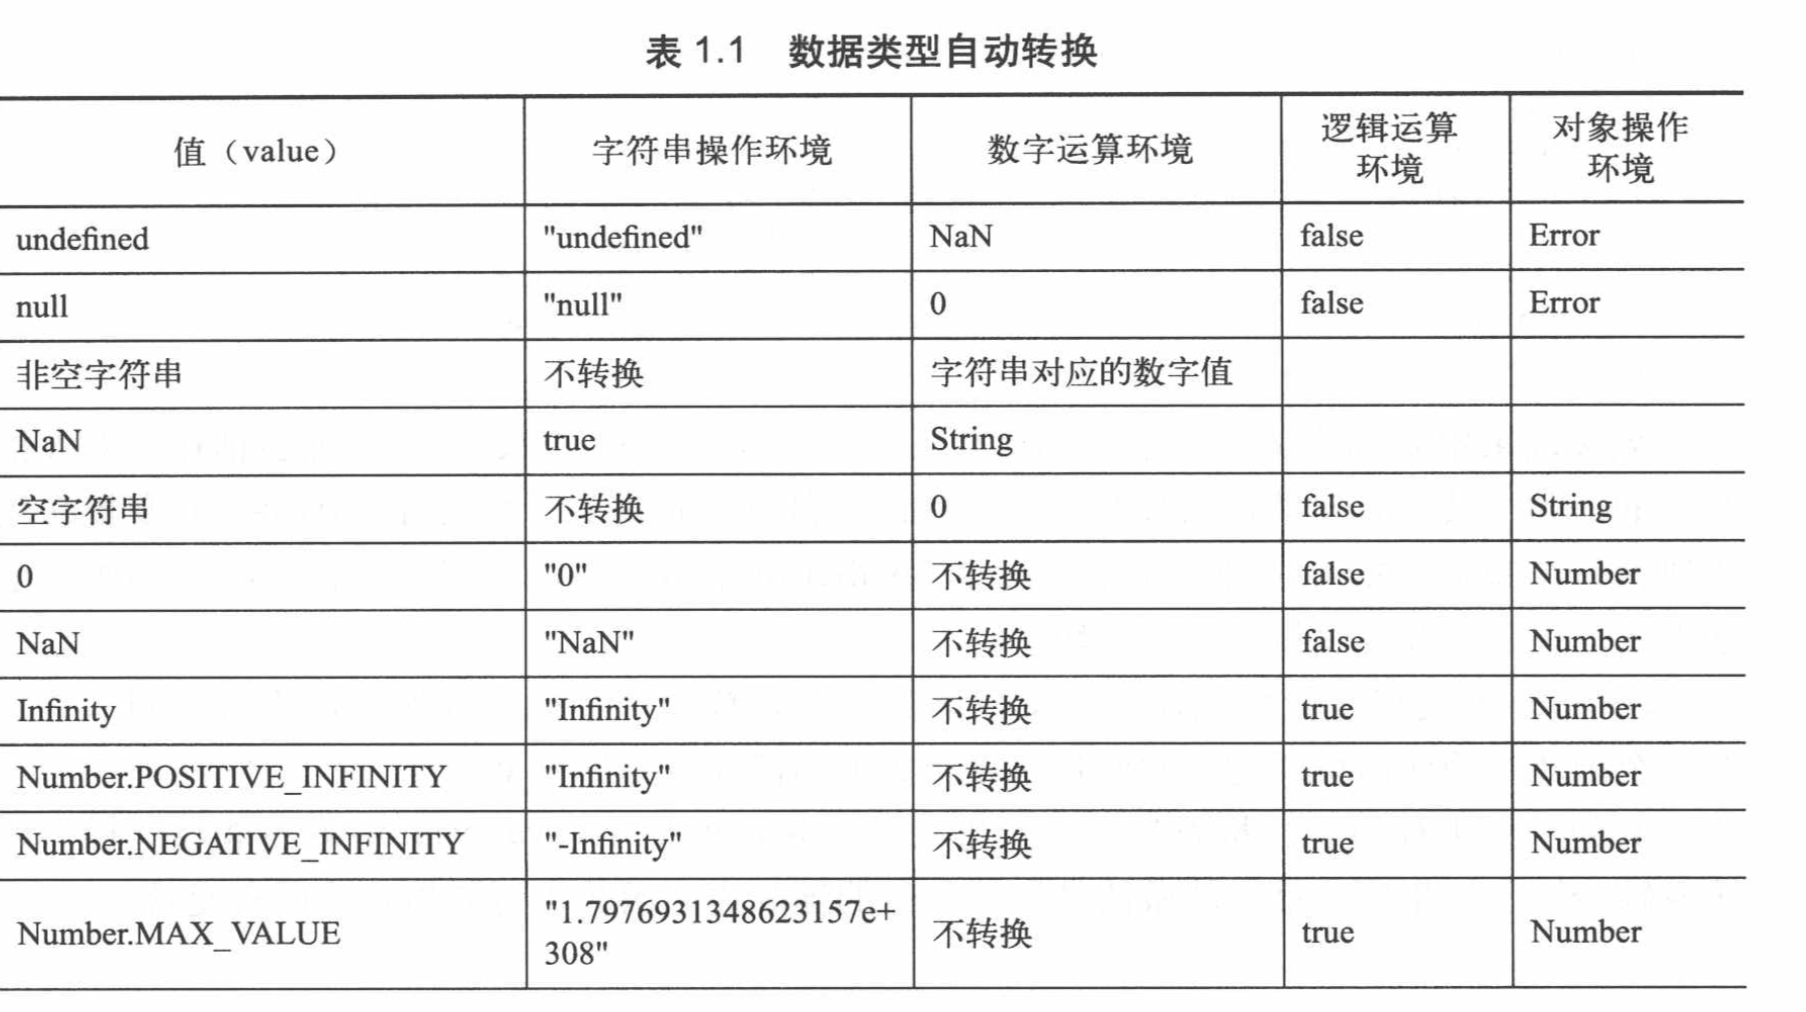 表 1.1 数据类型自动转换
值（value） 字符串操作环境 数字运算环境 逻辑运算 对象操作
环境 环境
undefined "undefined" NaN false Error
null "null" 0 false Error
非空字符串 不转换 字符串对应的数字值
NaN true String
空字符串 不转换 0 false String
0 "0" 不转换 false Number
NaN "NaN" 不转换 false Number
Infinity "Infinity" 不转换 true Number
Number.POSITIVE_INFINITY "Infinity" 不转换 true Number
Number.NEGATIVE_INFINITY "-Infinity" 不转换 true Number
Number.MAX_VALUE "1.7976931348623157e+ 不转换 true Number
308"